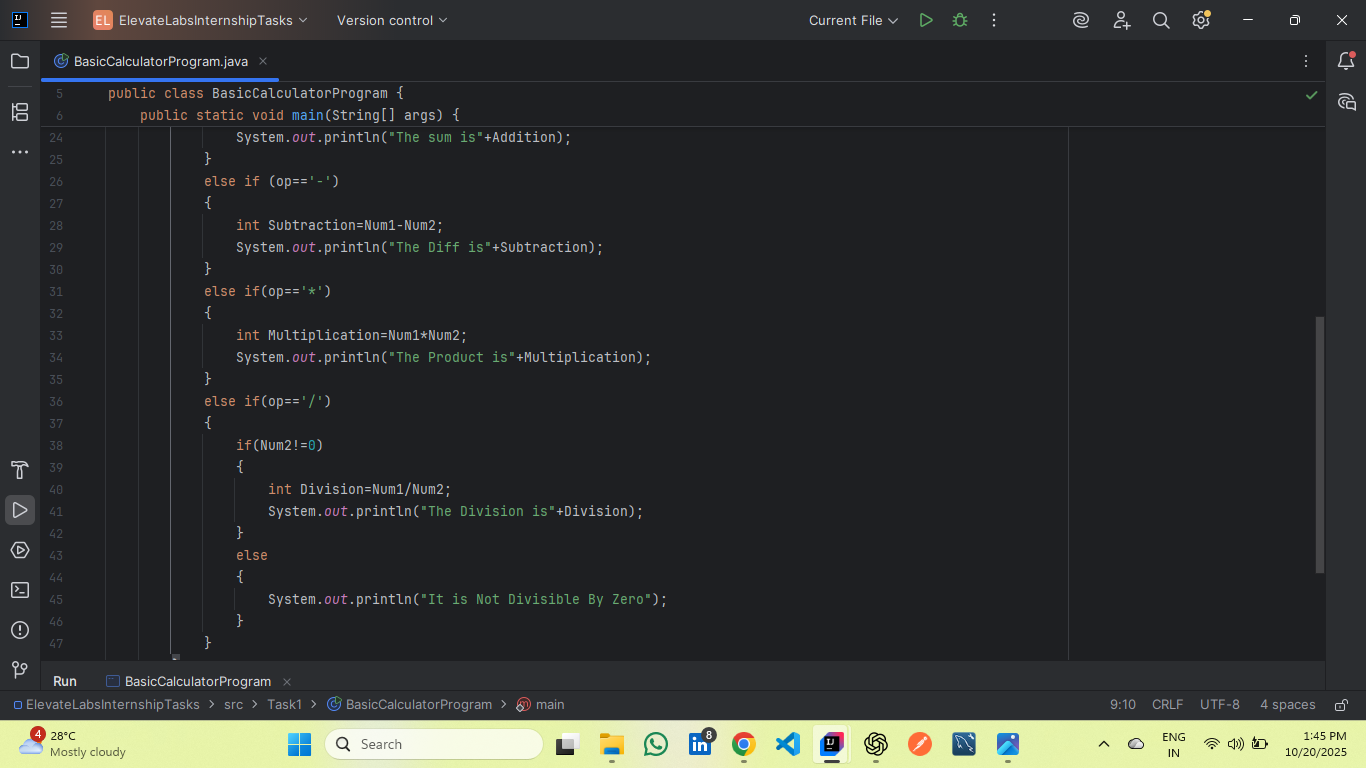 EL ElevateLabsInternshipTasks Version control Current File
BasicCalculatorProgram.java
5 public class BasicCalculatorProgram {
6 public static void main(String[] args) {
24 System.out.println("The sum is"+Addition);
25 }
26 else if (op=='-')
27 {
28 int Subtraction=Num1-Num2;
29 System.out.println("The Diff is"+Subtraction);
30 }
31 else if(op=='*')
32 {
33 int Multiplication=Num1*Num2;
34 System.out.println("The Product is"+Multiplication);
35 }
36 else if(op=='/')
37 {
38 if(Num2!=0)
39 {
40 int Division=Num1/Num2;
41 System.out.println("The Division is"+Division);
42 }
43 else
44 {
45 System.out.println("It is Not Divisible By Zero");
46 }
47 }
Run BasicCalculatorProgram
ElevateLabsInternshipTasks > src > Task1 > BasicCalculatorProgram > main 9:10 CRLF UTF-8 4 spaces
4 28°C
Mostly cloudy
Search
8
ENG
IN
1:45 PM
10/20/2025